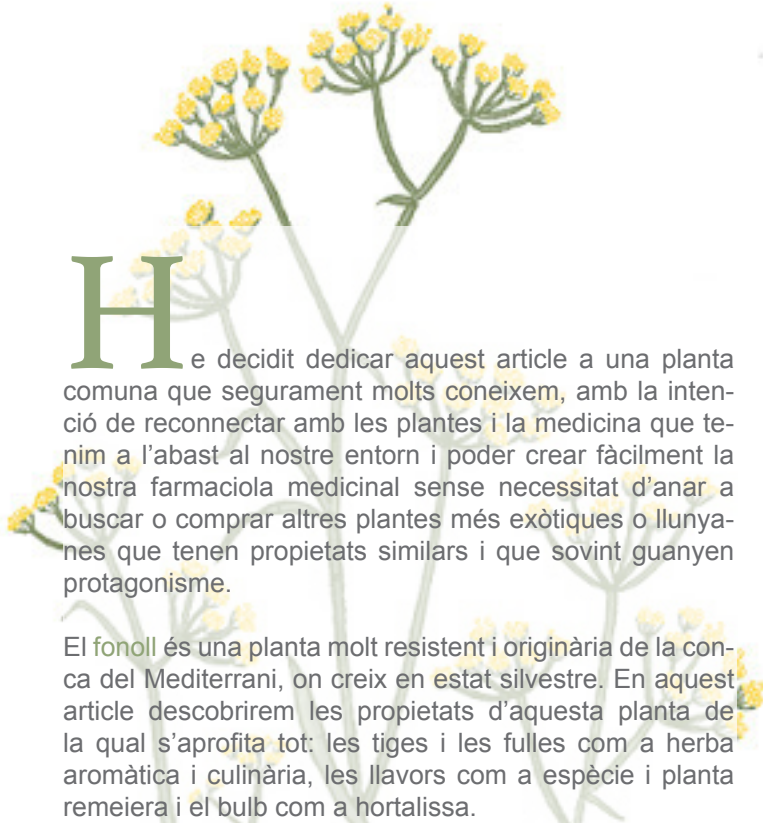 He decidit dedicar aquest article a una planta
comuna que segurament molts coneixem, amb la inten-
ció de reconnectar amb les plantes i la medicina que te-
nim a l'abast al nostre entorn i poder crear fàcilment la
nostra farmaciola medicinal sense necessitat d'anar a
buscar o comprar altres plantes més exòtiques o llunya-
nes que tenen propietats similars i que sovint guanyen
protagonisme.
El fonoll és una planta molt resistent i originària de la con-
ca del Mediterrani, on creix en estat silvestre. En aquest
article descobrirem les propietats d'aquesta planta de
la qual s'aprofita tot: les tiges i les fulles com a herba
aromàtica i culinària, les llavors com a espècie i planta
remeiera i el bulb com a hortalissa.